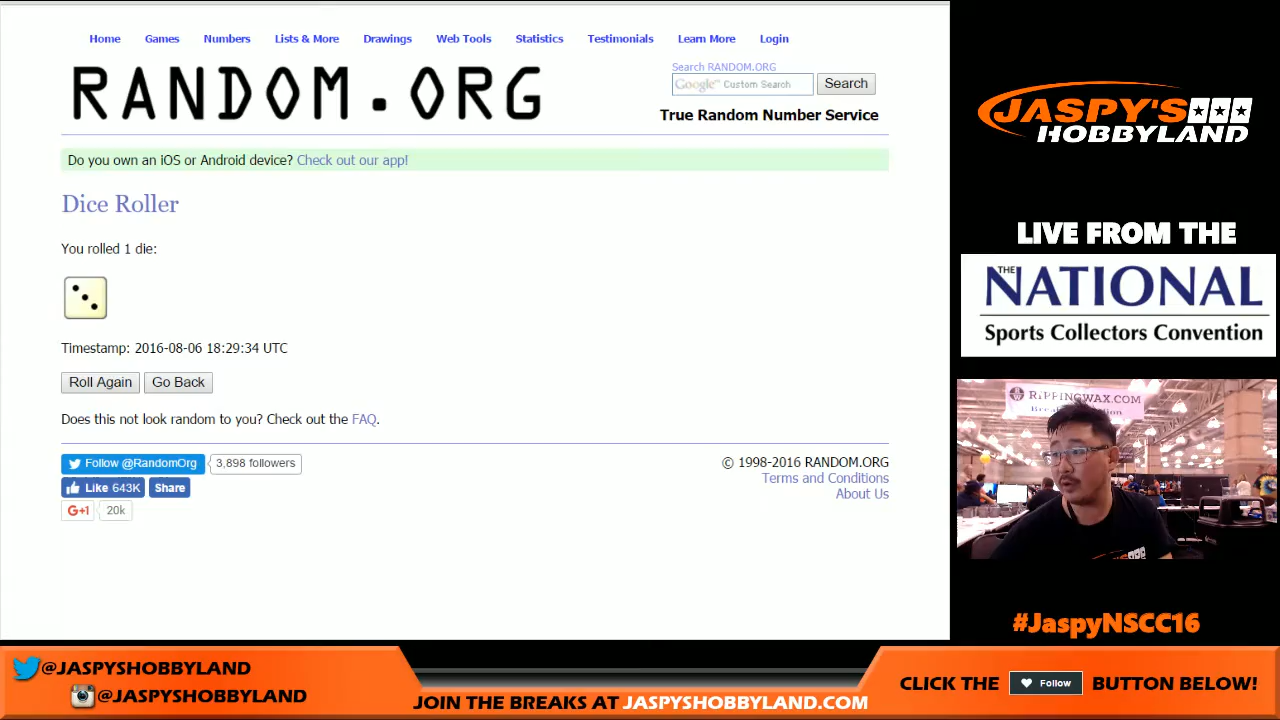 Home Games Numbers Lists & More Drawings Web Tools Statistics Testimonials Learn More Login
RANDOM.ORG
Search RANDOM.ORG
Google™ Custom Search Search
True Random Number Service
Do you own an iOS or Android device? Check out our app!
Dice Roller
You rolled 1 die:
Timestamp: 2016-08-06 18:29:34 UTC
Roll Again Go Back
Does this not look random to you? Check out the FAQ.
Follow @RandomOrg 3,898 followers
Like 643K Share
G+1 20k
© 1998-2016 RANDOM.ORG
Terms and Conditions
About Us
JASPY'S
HOBBYLAND
LIVE FROM THE
THE NATIONAL
Sports Collectors Convention
RIPPINGWAX.COM
#JaspyNSCC16
@JASPYSHOBBYLAND
@JASPYSHOBBYLAND
JOIN THE BREAKS AT JASPYSHOBBYLAND.COM
CLICK THE Follow BUTTON BELOW!